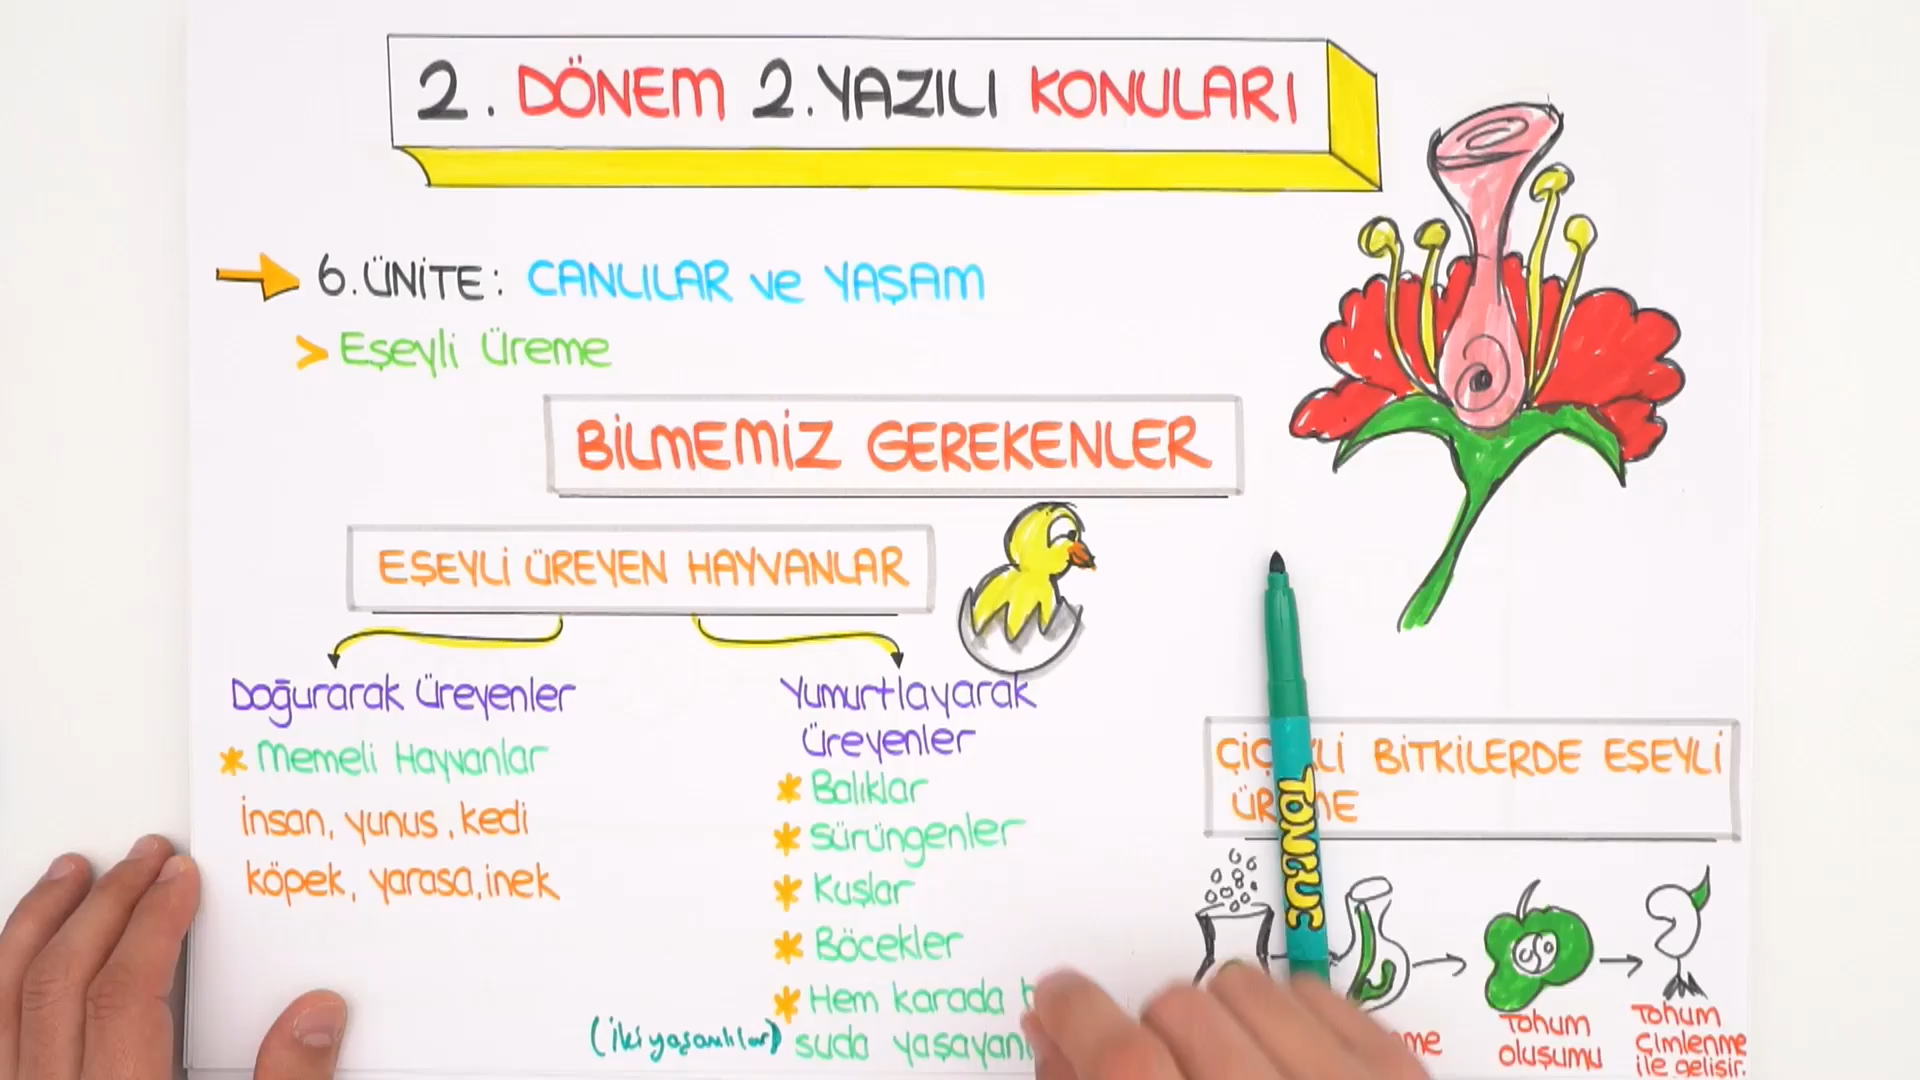 2. DÖNEM 2. YAZILI KONULARI
6. ÜNİTE: CANLILAR ve YAŞAM
> Eşeyli Üreme
BİLMEMİZ GEREKENLER
EŞEYLİ ÜREYEN HAYVANLAR
Doğurarak Üreyenler
* Memeli Hayvanlar
İnsan, yunus, kedi
köpek, yarasa, inek
Yumurtlayarak
Üreyenler
* Balıklar
* Sürüngenler
* Kuşlar
* Böcekler
* Hem karada
(İki yaşamlılar) suda
BİTKİLERDE EŞEYLİ
TONGUÇ
Tohum
oluşumu
Tohum
Çimlenme
ile gelişir.